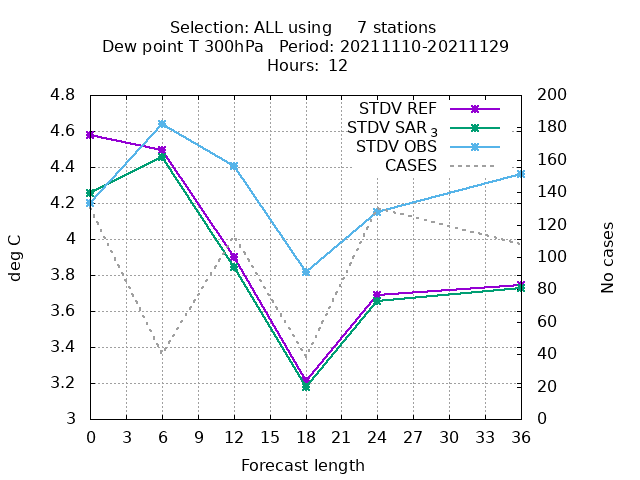 Selection: ALL using     7 stations
Dew point T 300hPa   Period: 20211110-20211129
Hours: 12
STDV REF
STDV SAR 3
STDV OBS
CASES
4.8
4.6
4.4
4.2
4
3.8
3.6
3.4
3.2
3
deg C
200
180
160
140
120
100
80
60
40
20
0
No cases
0 3 6 9 12 15 18 21 24 27 30 33 36
Forecast length